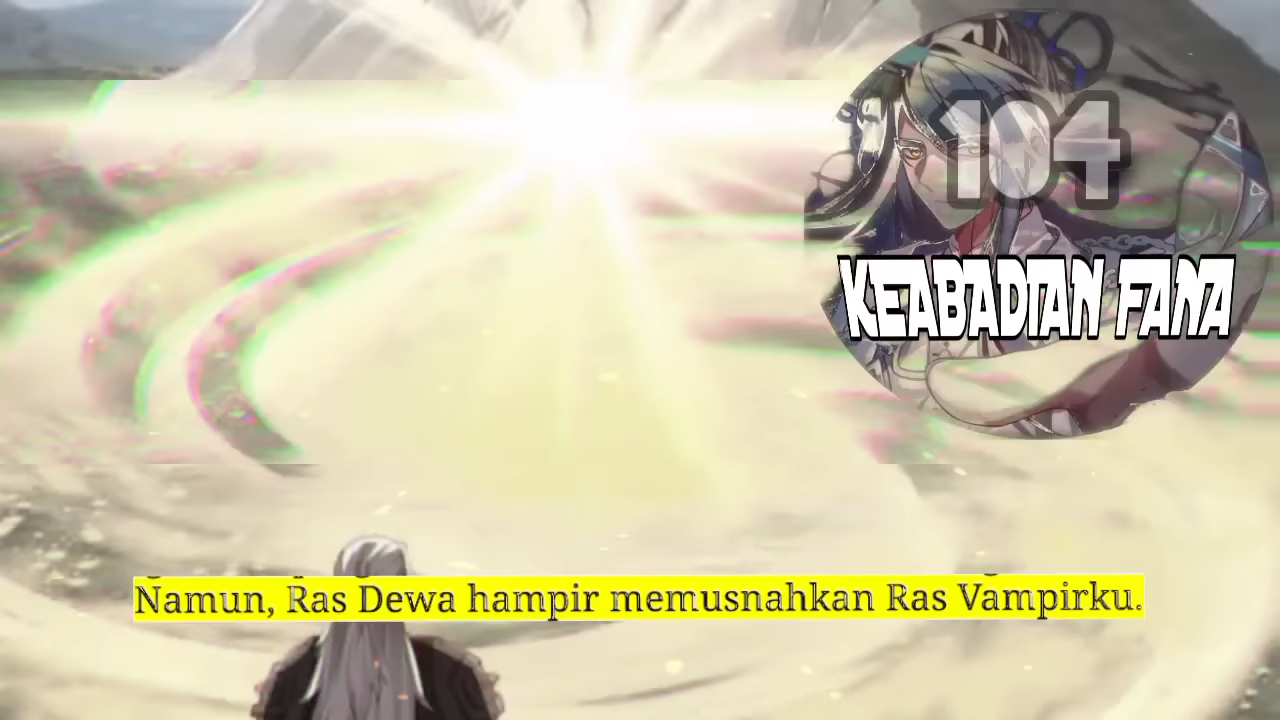 104
KEABADIAN FANA
Namun, Ras Dewa hampir memusnahkan Ras Vampirku.